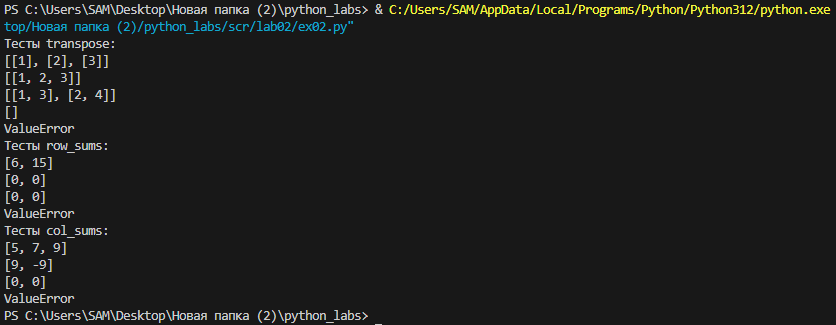 PS C:\Users\SAM\Desktop\Новая папка (2)\python_labs> & C:/Users/SAM/AppData/Local/Programs/Python/Python312/python.exe
top/Новая папка (2)/python_labs/scr/lab02/ex02.py"
Тесты transpose:
[[1], [2], [3]]
[[1, 2, 3]]
[[1, 3], [2, 4]]
[]
ValueError
Тесты row_sums:
[6, 15]
[0, 0]
[0, 0]
ValueError
Тесты col_sums:
[5, 7, 9]
[9, -9]
[0, 0]
ValueError
PS C:\Users\SAM\Desktop\Новая папка (2)\python_labs>